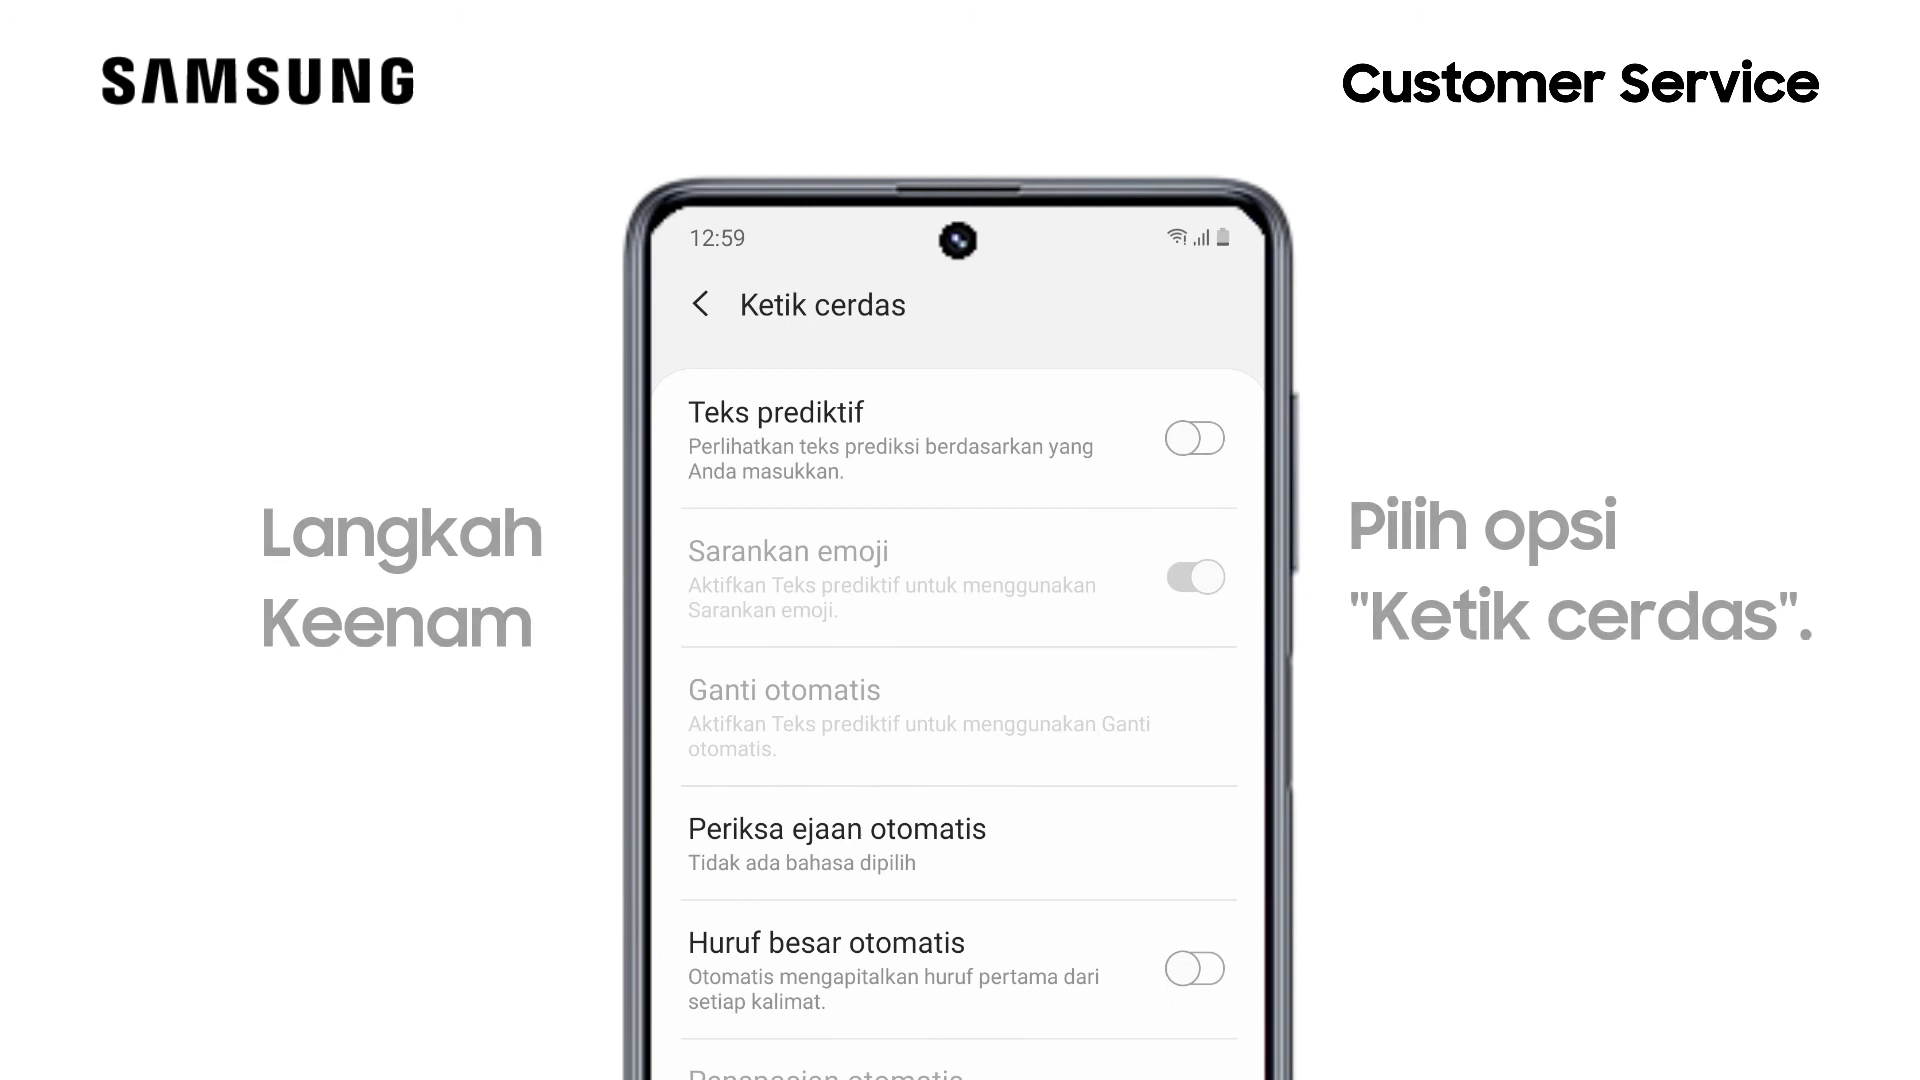 SAMSUNG
Customer Service
12:59
Ketik cerdas
Teks prediktif
Perlihatkan teks prediksi berdasarkan yang
Anda masukkan.
Sarankan emoji
Aktifkan Teks prediktif untuk menggunakan
Sarankan emoji.
Ganti otomatis
Aktifkan Teks prediktif untuk menggunakan Ganti
otomatis.
Periksa ejaan otomatis
Tidak ada bahasa dipilih
Huruf besar otomatis
Otomatis mengapitalkan huruf pertama dari
setiap kalimat.
Langkah
Keenam
Pilih opsi
"Ketik cerdas".